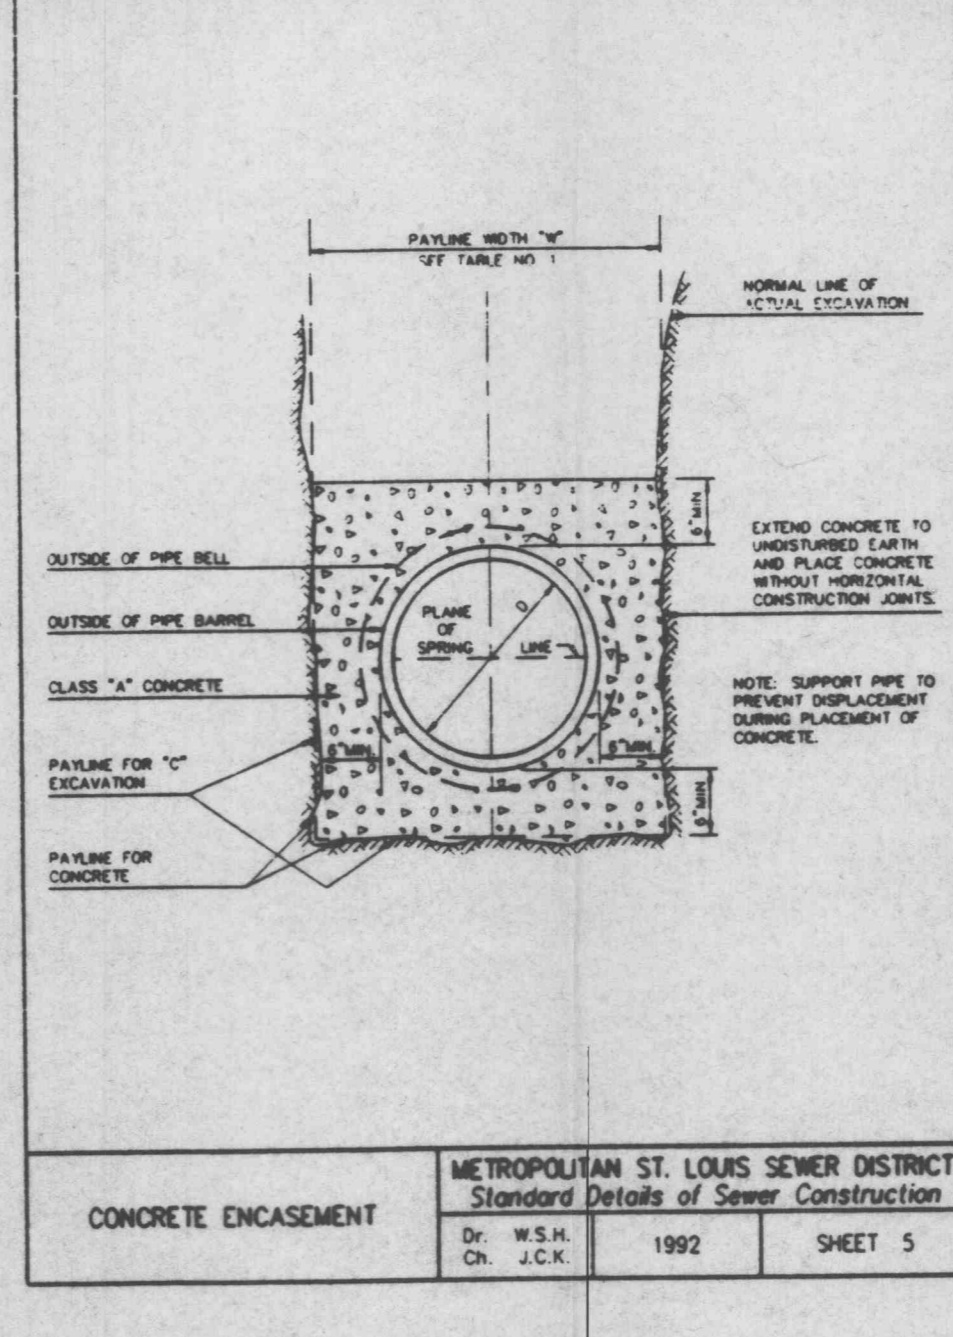 PAYLINE WIDTH "W"
SEE TABLE NO. 1
NORMAL LINE OF
ACTUAL EXCAVATION
6"MIN
EXTEND CONCRETE TO
UNDISTURBED EARTH
AND PLACE CONCRETE
WITHOUT HORIZONTAL
CONSTRUCTION JOINTS.
OUTSIDE OF PIPE BELL
OUTSIDE OF PIPE BARREL
PLANE
OF
SPRING LINE
D
CLASS "A" CONCRETE
NOTE: SUPPORT PIPE TO
PREVENT DISPLACEMENT
DURING PLACEMENT OF
CONCRETE.
6"MIN.
6"MIN.
PAYLINE FOR "C"
EXCAVATION
6"MIN
PAYLINE FOR
CONCRETE
CONCRETE ENCASEMENT
METROPOLITAN ST. LOUIS SEWER DISTRICT
Standard Details of Sewer Construction
Dr. W.S.H.
Ch. J.C.K.
1992
SHEET 5